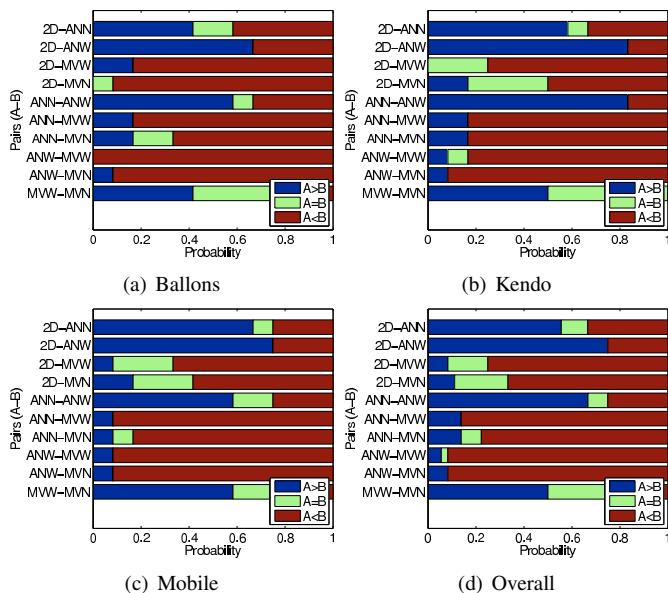 2D-ANN
2D-ANW
2D-MVW
2D-MVN
ANN-ANW
ANN-MVW
ANN-MVN
ANW-MVW
ANW-MVN
MVW-MVN
Pairs (A-B)
A>B
A=B
A<B
0 0.2 0.4 0.6 0.8 1
Probability
(a) Ballons
2D-ANN
2D-ANW
2D-MVW
2D-MVN
ANN-ANW
ANN-MVW
ANN-MVN
ANW-MVW
ANW-MVN
MVW-MVN
Pairs (A-B)
A>B
A=B
A<B
0 0.2 0.4 0.6 0.8 1
Probability
(b) Kendo
2D-ANN
2D-ANW
2D-MVW
2D-MVN
ANN-ANW
ANN-MVW
ANN-MVN
ANW-MVW
ANW-MVN
MVW-MVN
Pairs (A-B)
A>B
A=B
A<B
0 0.2 0.4 0.6 0.8 1
Probability
(c) Mobile
2D-ANN
2D-ANW
2D-MVW
2D-MVN
ANN-ANW
ANN-MVW
ANN-MVN
ANW-MVW
ANW-MVN
MVW-MVN
Pairs (A-B)
A>B
A=B
A<B
0 0.2 0.4 0.6 0.8 1
Probability
(d) Overall